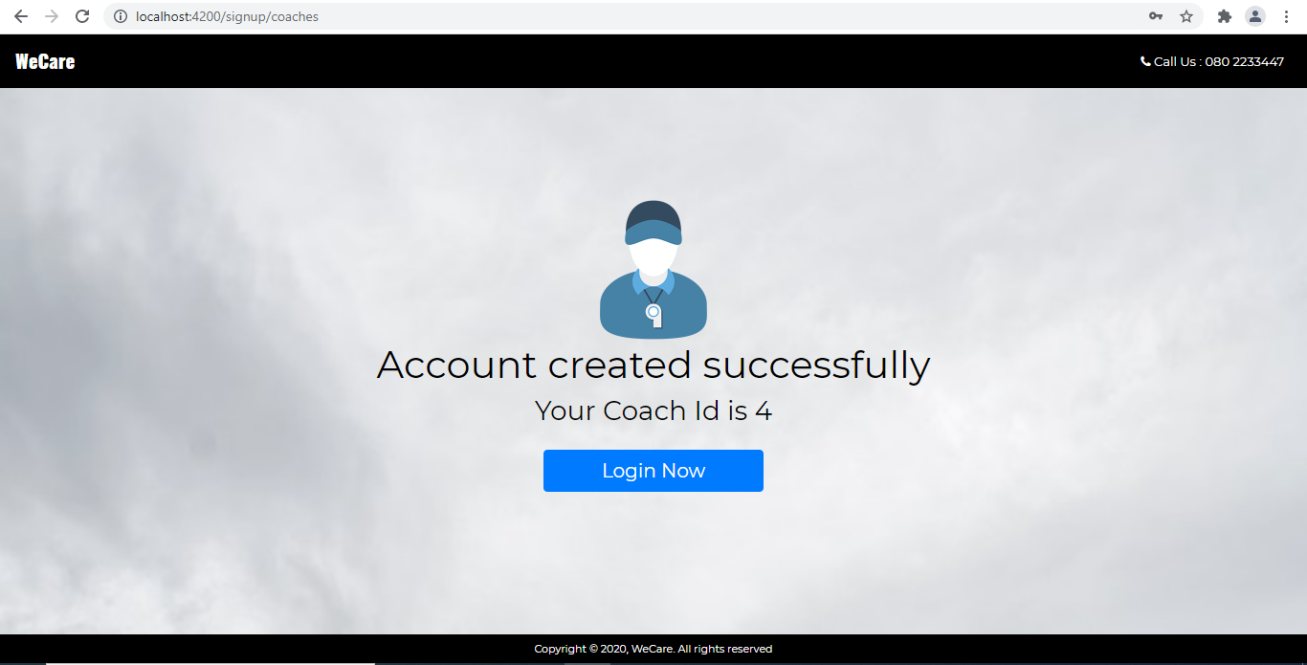 localhost:4200/signup/coaches
WeCare
Call Us : 080 2233447
Account created successfully
Your Coach Id is 4
Login Now
Copyright © 2020, WeCare. All rights reserved